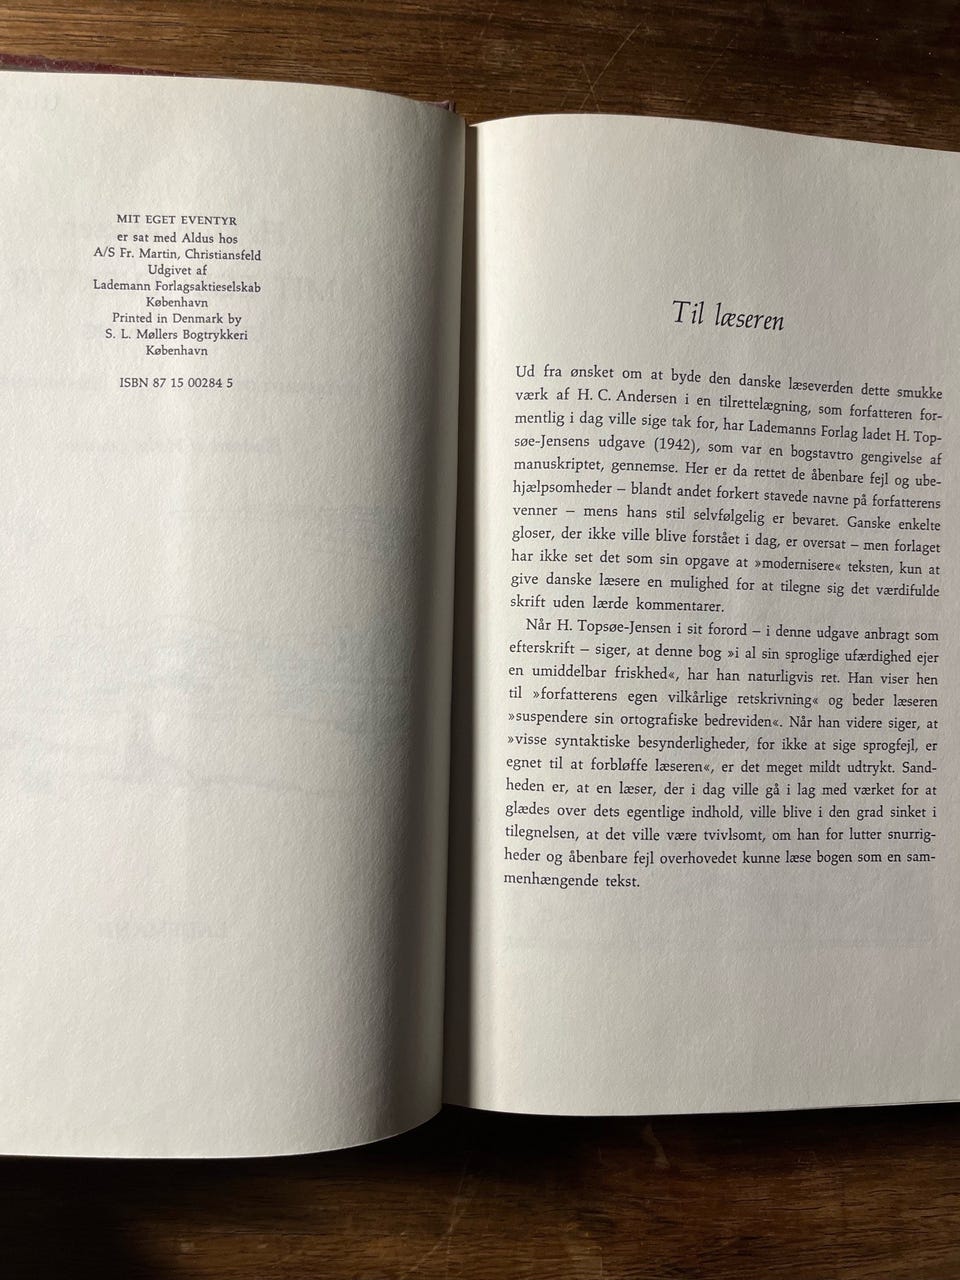 MIT EGET EVENTYR
er sat med Aldus hos
A/S Fr. Martin, Christiansfeld
Udgivet af
Lademann Forlagsaktieselskab
København
Printed in Denmark by
S. L. Møllers Bogtrykkeri
København
ISBN 87 15 00284 5
Til læseren
Ud fra ønsket om at byde den danske læseverden dette smukke
værk af H. C. Andersen i en tilrettelægning, som forfatteren for-
mentlig i dag ville sige tak for, har Lademanns Forlag ladet H. Top-
søe-Jensens udgave (1942), som var en bogstavtro gengivelse af
manuskriptet, gennemse. Her er da rettet de åbenbare fejl og ube-
hjælpsomheder – blandt andet forkert stavede navne på forfatterens
venner – mens hans stil selvfølgelig er bevaret. Ganske enkelte
gloser, der ikke ville blive forstået i dag, er oversat – men forlaget
har ikke set det som sin opgave at »modernisere« teksten, kun at
give danske læsere en mulighed for at tilegne sig det værdifulde
skrift uden lærde kommentarer.
Når H. Topsøe-Jensen i sit forord – i denne udgave anbragt som
efterskrift – siger, at denne bog »i al sin sproglige ufærdighed ejer
en umiddelbar friskhed«, har han naturligvis ret. Han viser hen
til »forfatterens egen vilkårlige retskrivning« og beder læseren
»suspendere sin ortografiske bedreviden«. Når han videre siger, at
»visse syntaktiske besynderligheder, for ikke at sige sprogfejl, er
egnet til at forbløffe læseren«, er det meget mildt udtrykt. Sand-
heden er, at en læser, der i dag ville gå i lag med værket for at
glædes over dets egentlige indhold, ville blive i den grad sinket i
tilegnelsen, at det ville være tvivlsomt, om han for lutter snurrig-
heder og åbenbare fejl overhovedet kunne læse bogen som en sam-
menhængende tekst.